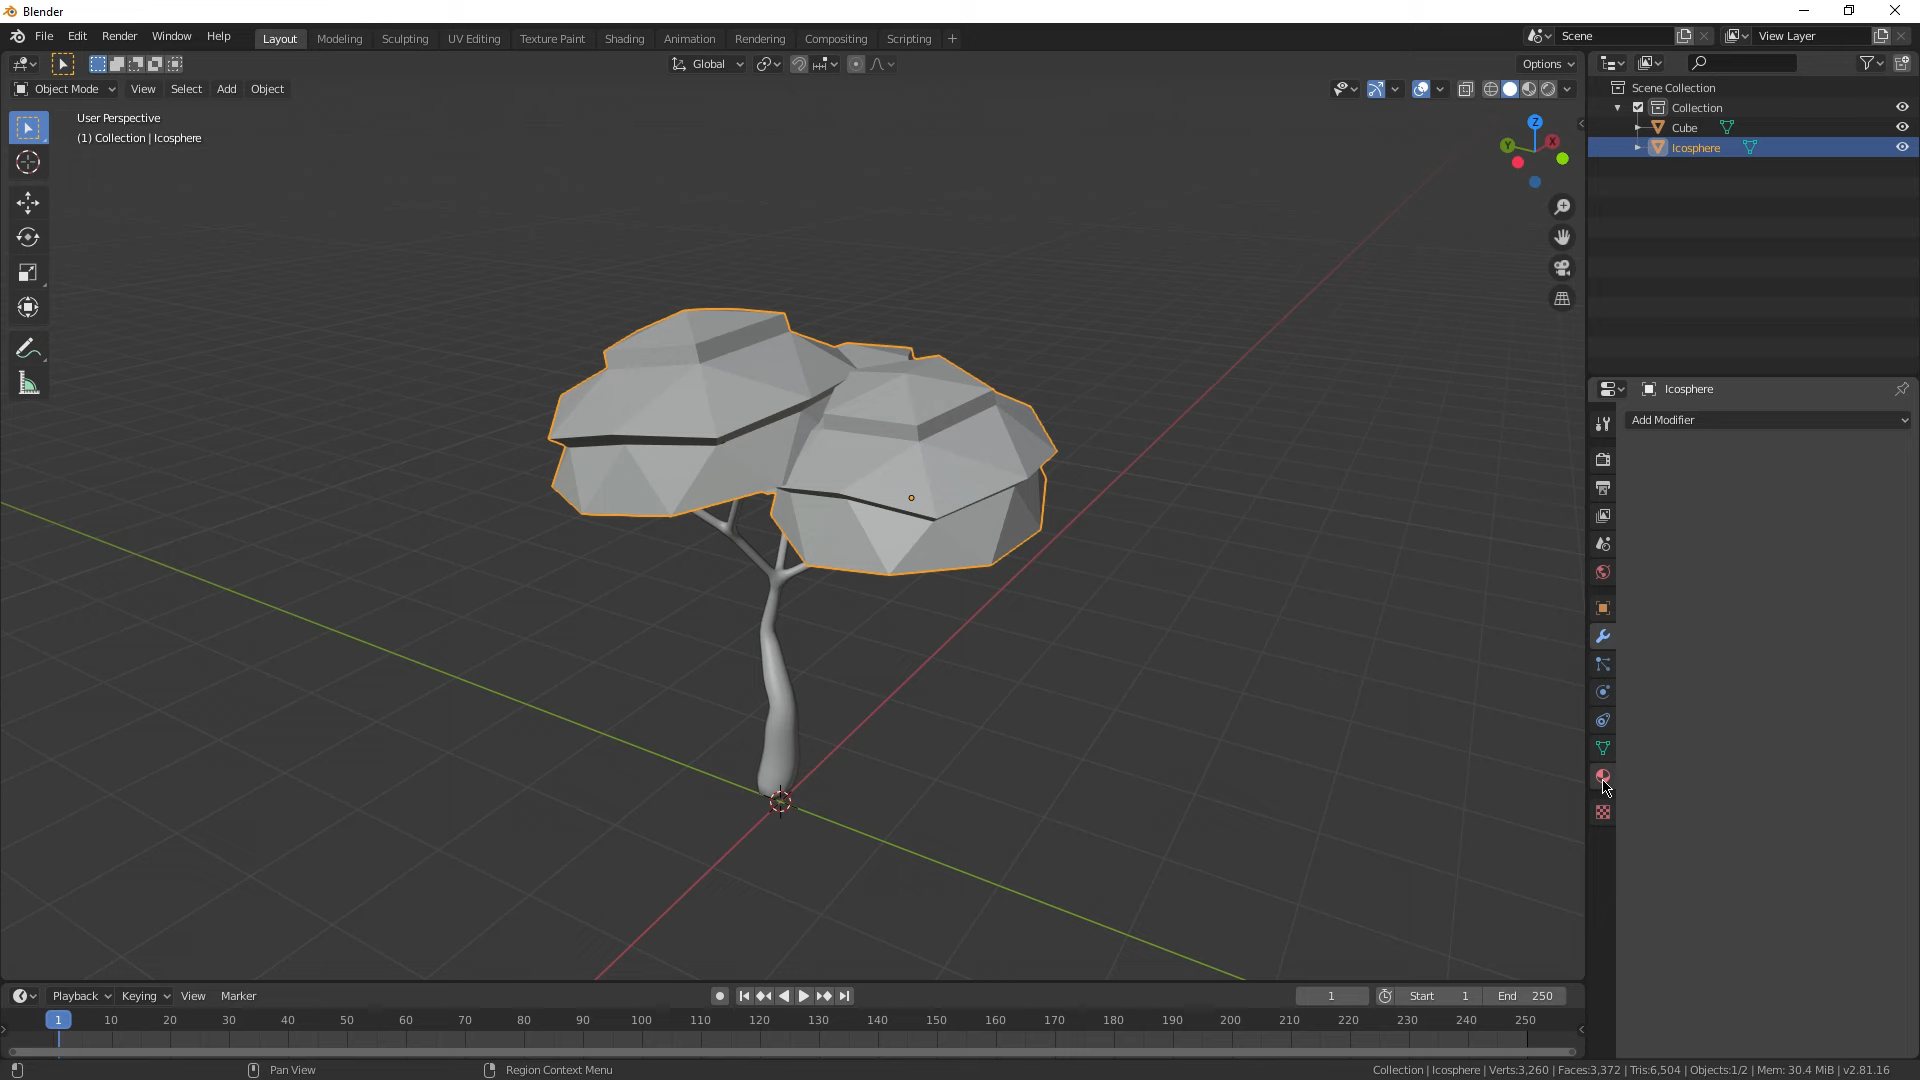 Blender
File Edit Render Window Help
Layout Modeling Sculpting UV Editing Texture Paint Shading Animation Rendering Compositing Scripting +
Scene
View Layer
Global
Options
Object Mode View Select Add Object
User Perspective
(1) Collection | Icosphere
Z
Y
X
Scene Collection
Collection
Cube
Icosphere
Icosphere
Add Modifier
Playback Keying View Marker
1
Start 1
End 250
1 10 20 30 40 50 60 70 80 90 100 110 120 130 140 150 160 170 180 190 200 210 220 230 240 250
Pan View
Region Context Menu
Collection | Icosphere | Verts:3,260 | Faces:3,372 | Tris:6,504 | Objects:1/2 | Mem: 30.4 MiB | v2.81.16